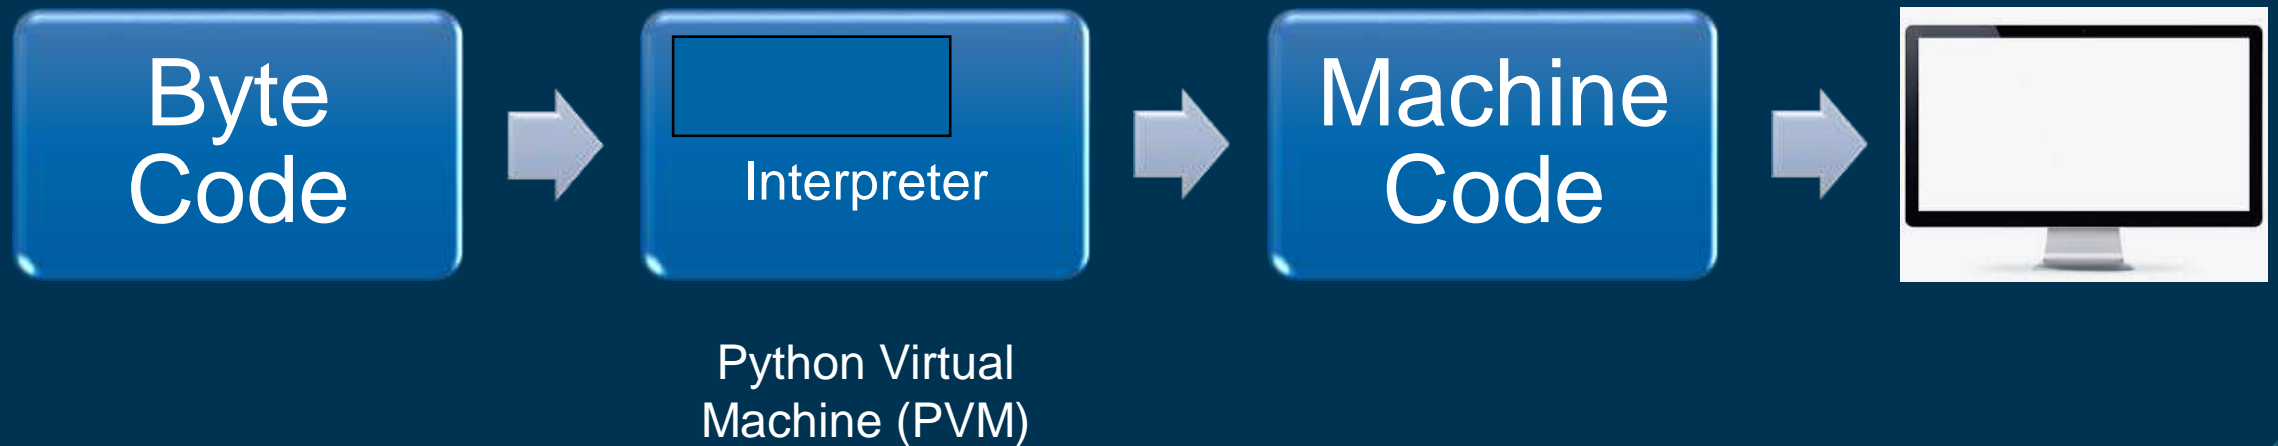 Byte
Code
Interpreter
Machine
Code
Python Virtual
Machine (PVM)